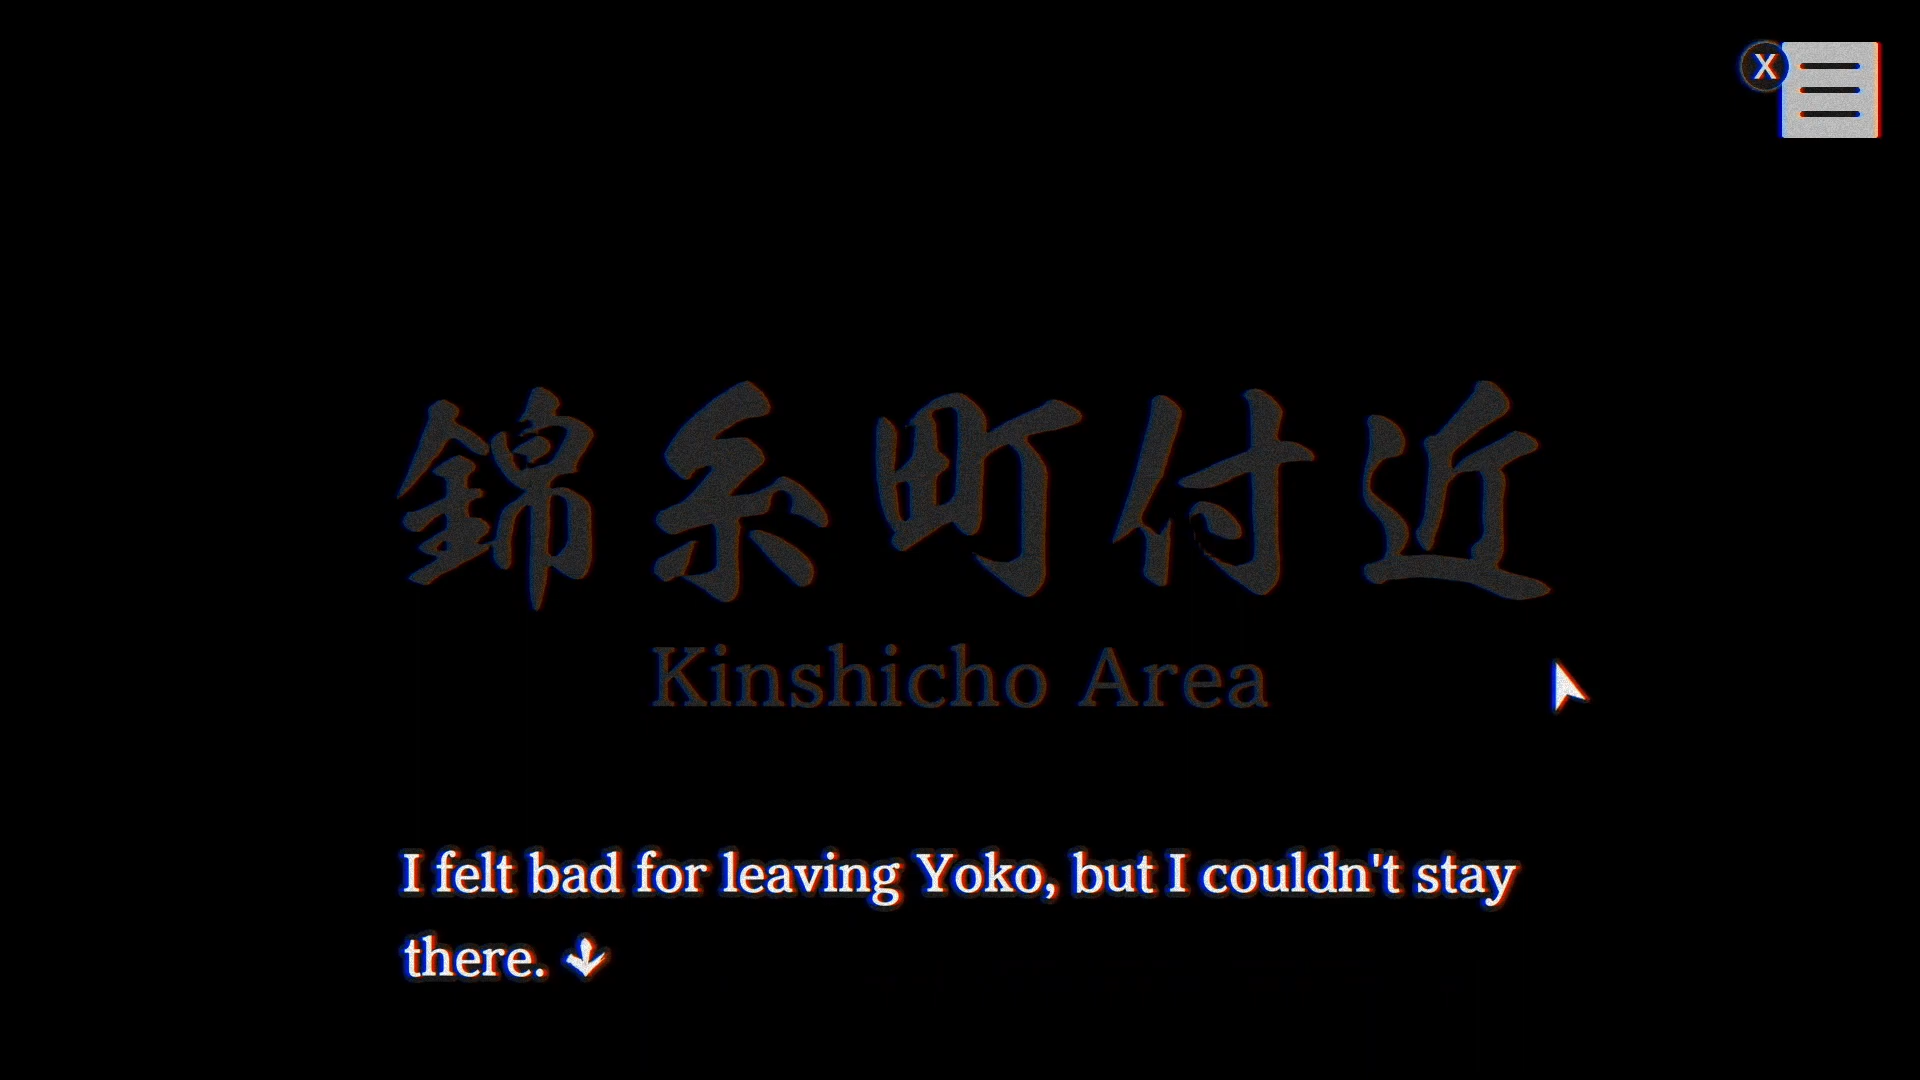 X
錦糸町付近
Kinshicho Area
I felt bad for leaving Yoko, but I couldn't stay
there.